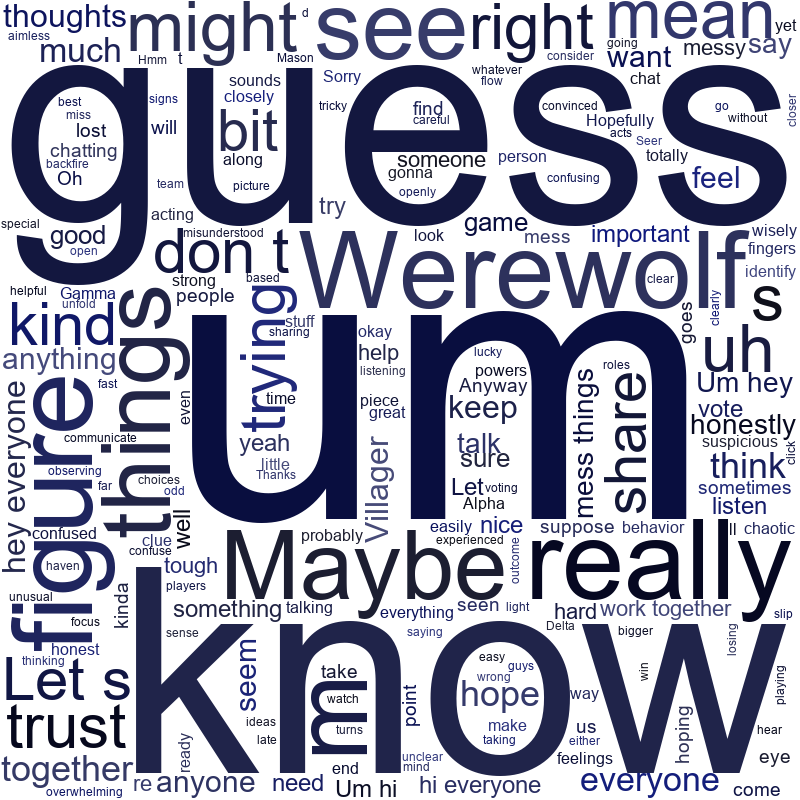 thoughts
aimless
might
d
see
right
mean
yet
much
Hmm
t
Mason
going
want
consider
messy
say
guess
best
miss
lost
chatting
backfire
Oh
signs
will
sounds
closely
bit
along
picture
team
Sorry
tricky
try
whatever
flow
find
careful
someone
gonna
openly
person
convinced
Hopefully
acts
chat
Seer
totally
confusing
go
without
closer
feel
special
good
open
acting
misunderstood
don t
look
game
mess
important
wisely
fingers
identify
Werewolf
clear
clearly
s
helpful
Gamma
unfold
strong
people
based
kind
anything
things
trying
stuff
sharing
okay
help
listening
goes
uh
Um hey
um
time
yeah
little
Thanks
even
lucky
powers
Anyway
piece
great
keep
talk
sure
Let
voting
Alpha
roles
mess things
share
vote
honestly
suspicious
click
think
sometimes
listen
hey everyone
figure
fast
communicate
observing
far
choices
odd
well
clue
confuse
confused
haven
Villager
probably
easily
experienced
nice
outcome
suppose
behavior
ll
chaotic
Maybe
really
tough
players
unusual
focus
honest
thinking
kinda
something
talking
everything
seen
light
hard
work together
slip
know
sense
saying
Delta
bigger
losing
Let s
trust
seem
m
take
watch
turns
point
easy
guys
wrong
hope
make
taking
way
us
either
feelings
win
hoping
playing
hear
eye
ideas
late
ready
together
overwhelming
re
anyone
need
end
Um hi
unclear
mind
hi everyone
everyone
come